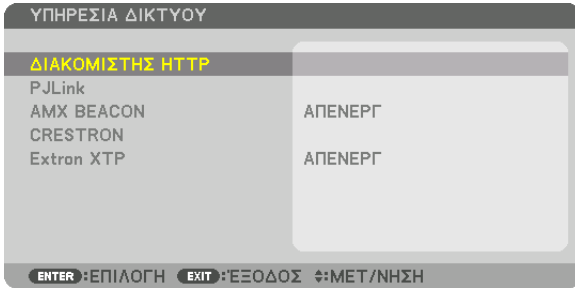 ΥΠΗΡΕΣΙΑ ΔΙΚΤΥΟΥ
ΔΙΑΚΟΜΙΣΤΗΣ HTTP
PJLink
AMX BEACON ΑΠΕΝΕΡΓ
CRESTRON
Extron XTP ΑΠΕΝΕΡΓ
ENTER :ΕΠΙΛΟΓΗ EXIT :ΈΞΟΔΟΣ ÷:ΜΕΤ/ΝΗΣΗ